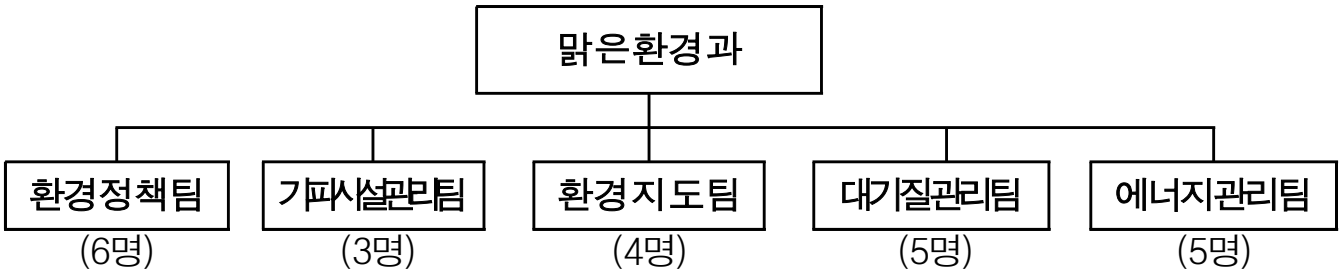 맑은환경과
환경정책팀 기피시설관리팀 환경지도팀 대기질관리팀 에너지관리팀
(6명) (3명) (4명) (5명) (5명)